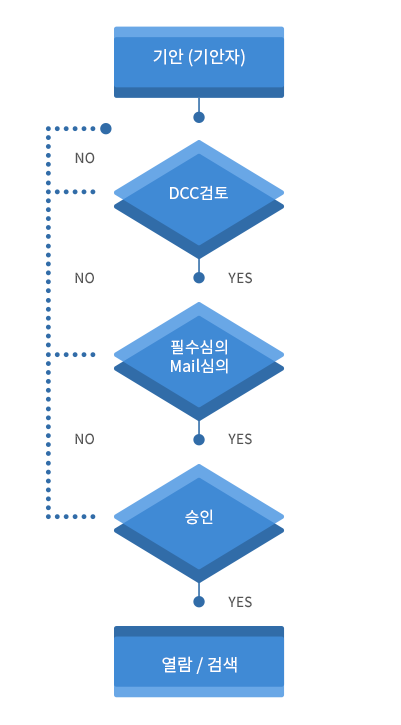 기안 (기안자)
NO
DCC검토
NO
YES
필수심의
Mail심의
NO
YES
승인
YES
열람 / 검색